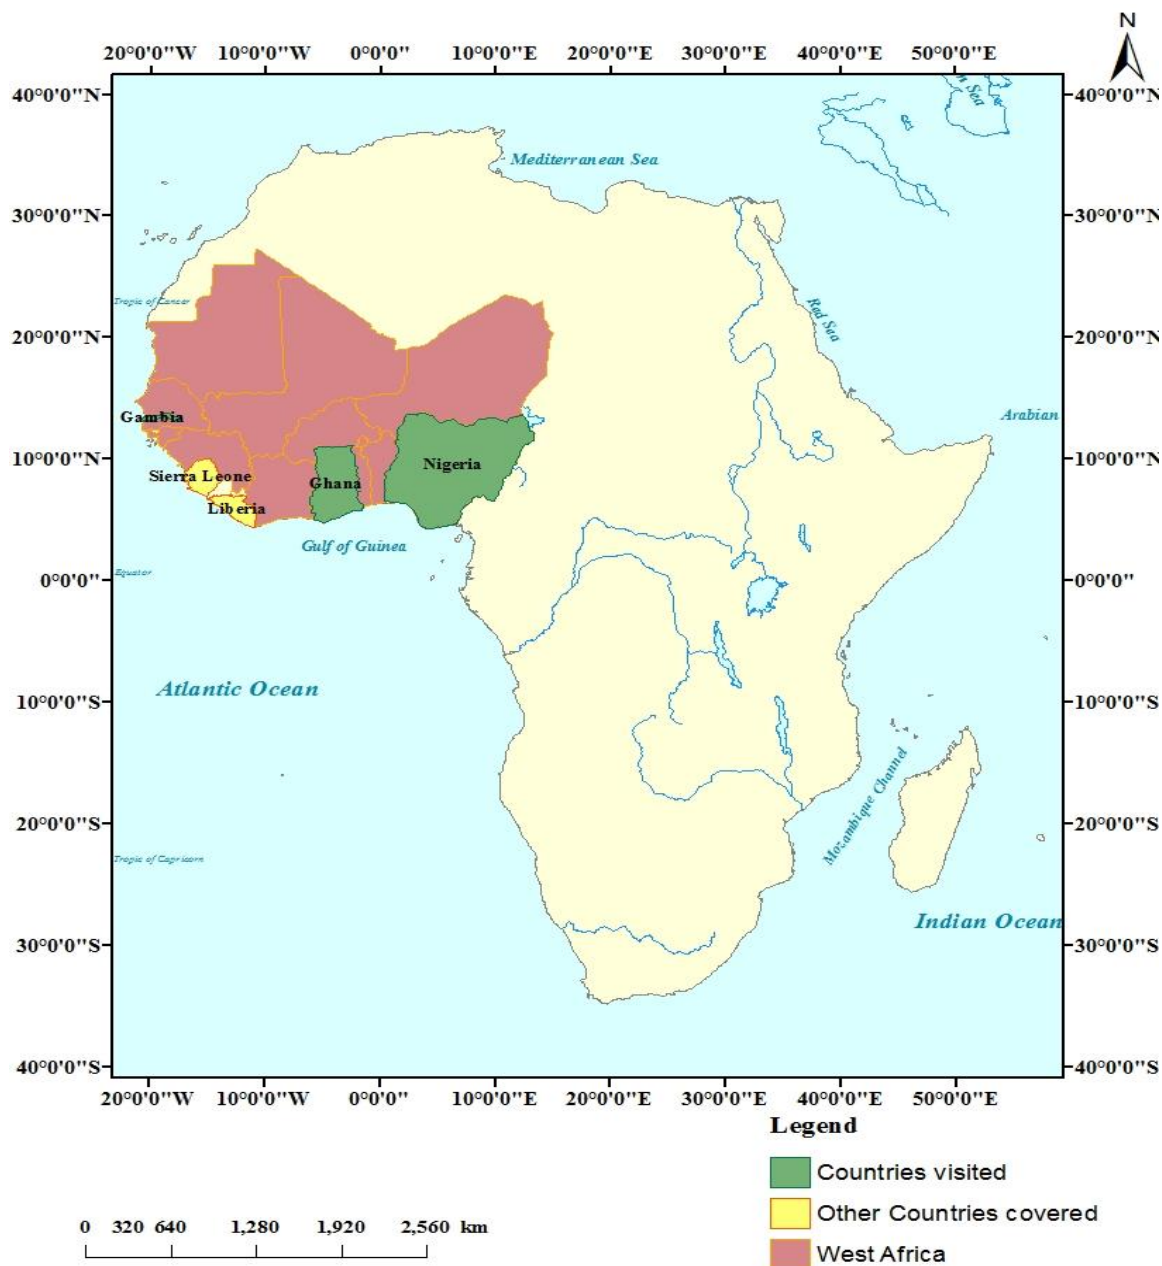 N
20°0'0"W 10°0'0"W 0°0'0" 10°0'0"E 20°0'0"E 30°0'0"E 40°0'0"E 50°0'0"E
40°0'0"N 40°0'0"N
n Sea
Mediterranean Sea
30°0'0"N 30°0'0"N
Tropic of Cancer
Red Sea
20°0'0"N 20°0'0"N
Gambia
Arabian
10°0'0"N 10°0'0"N
Nigeria
Sierra Leone
Ghana
Liberia
Gulf of Guinea
Equator
0°0'0" 0°0'0"
Atlantic Ocean
10°0'0"S 10°0'0"S
Mozambique Channel
20°0'0"S 20°0'0"S
Tropic of Capricorn
Indian Ocean
30°0'0"S 30°0'0"S
40°0'0"S 40°0'0"S
20°0'0"W 10°0'0"W 0°0'0" 10°0'0"E 20°0'0"E 30°0'0"E 40°0'0"E 50°0'0"E
Legend
Countries visited
Other Countries covered
West Africa
0 320 640 1,280 1,920 2,560 km